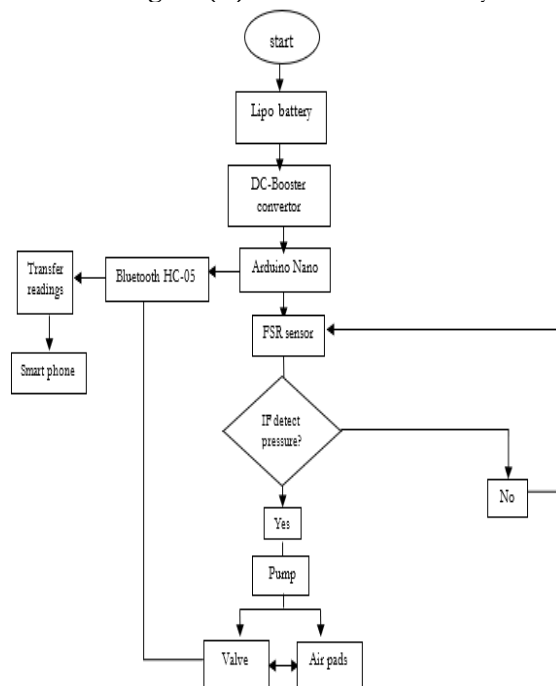 start
Lipo battery
DC-Booster
convertor
Arduino Nano
Bluetooth HC-05
Transfer
readings
Smart phone
FSR sensor
IF detect
pressure?
No
Yes
Pump
Valve
Air pads